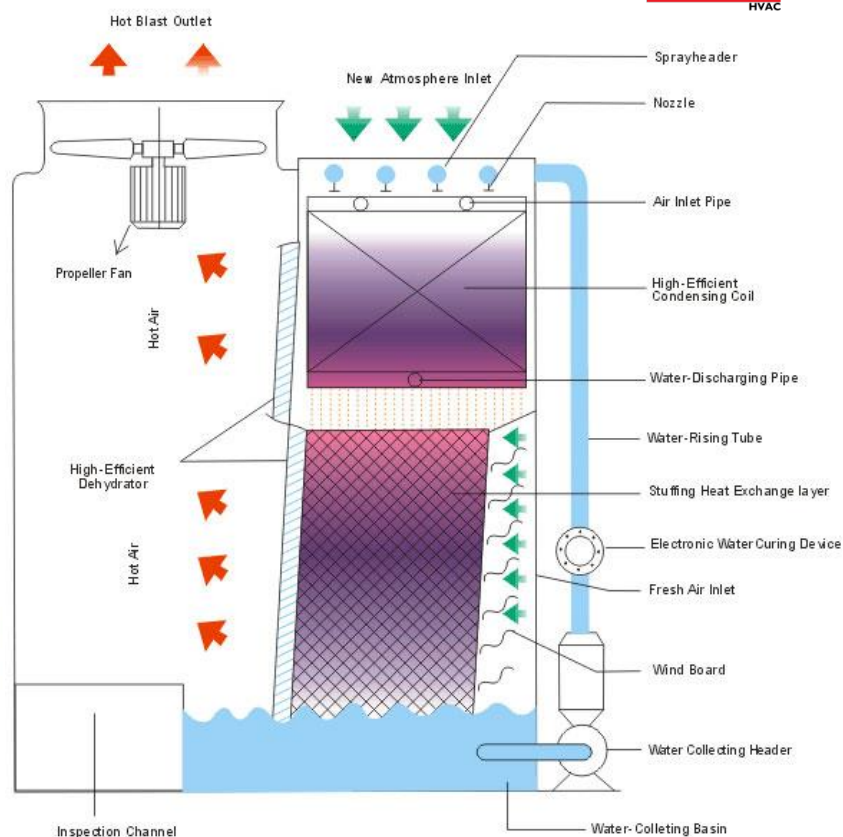 HVAC
Hot Blast Outlet
New Atmosphere Inlet
Sprayheader
Nozzle
Air Inlet Pipe
Propeller Fan
High-Efficient
Condensing Coil
Hot Air
Water-Discharging Pipe
Water-Rising Tube
High-Efficient
Dehydrator
Stuffing Heat Exchange layer
Electronic Water Curing Device
Hot Air
Fresh Air Inlet
Wind Board
Water Collecting Header
Inspection Channel
Water-Colleting Basin